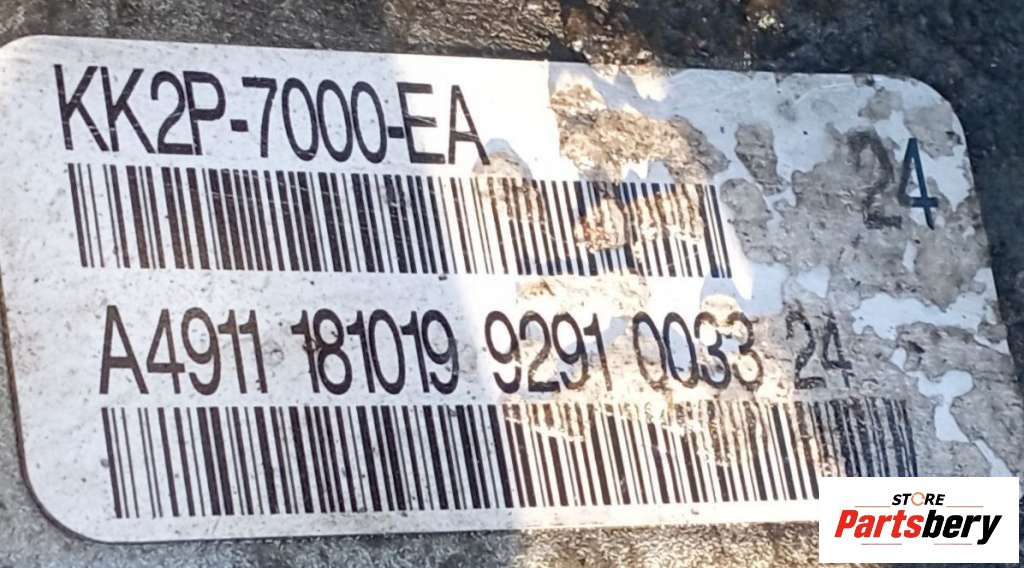 KK2P-7000-EA
24
A4911 181019 9291 0033 24
STORE
Partsbery